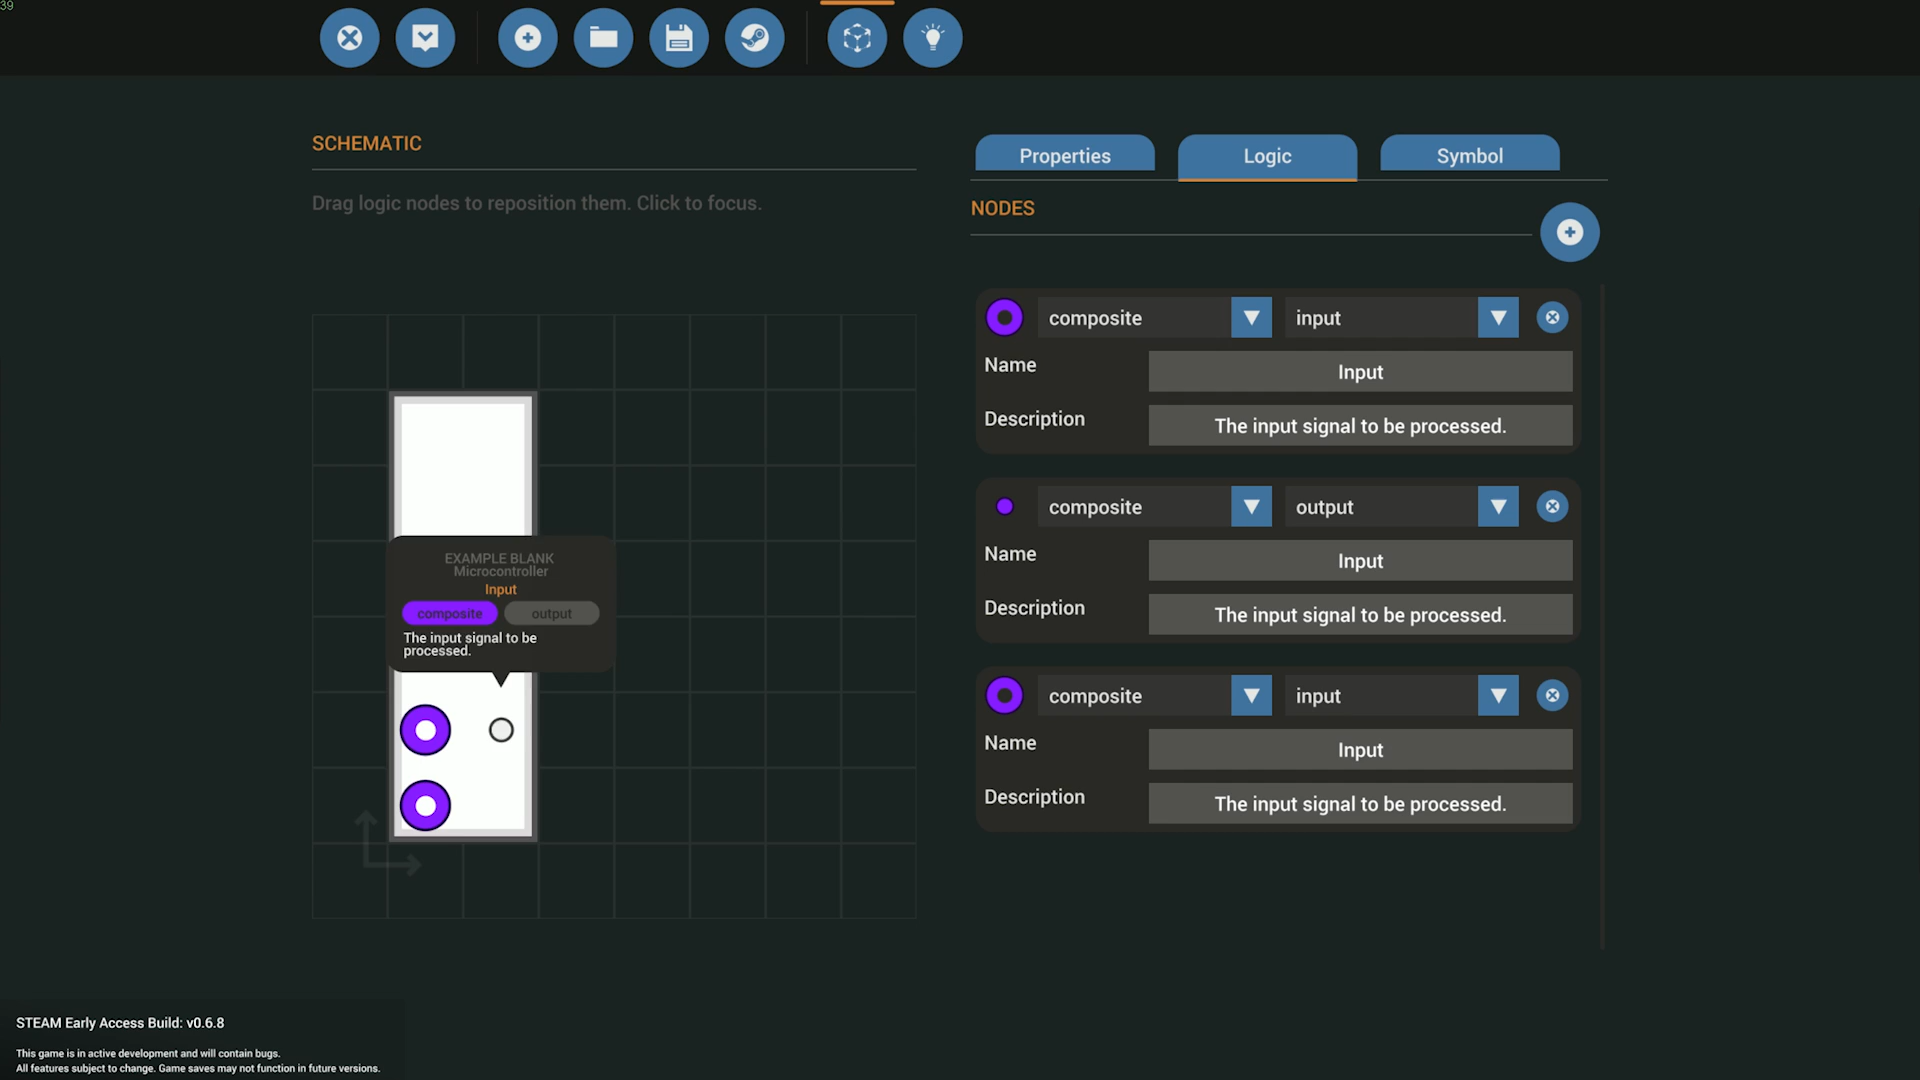 39
SCHEMATIC
Drag logic nodes to reposition them. Click to focus.
EXAMPLE BLANK
Microcontroller
Input
composite output
The input signal to be
processed.
Properties Logic Symbol
NODES
composite input
Name Input
Description The input signal to be processed.
composite output
Name Input
Description The input signal to be processed.
composite input
Name Input
Description The input signal to be processed.
STEAM Early Access Build: v0.6.8
This game is in active development and will contain bugs.
All features subject to change. Game saves may not function in future versions.